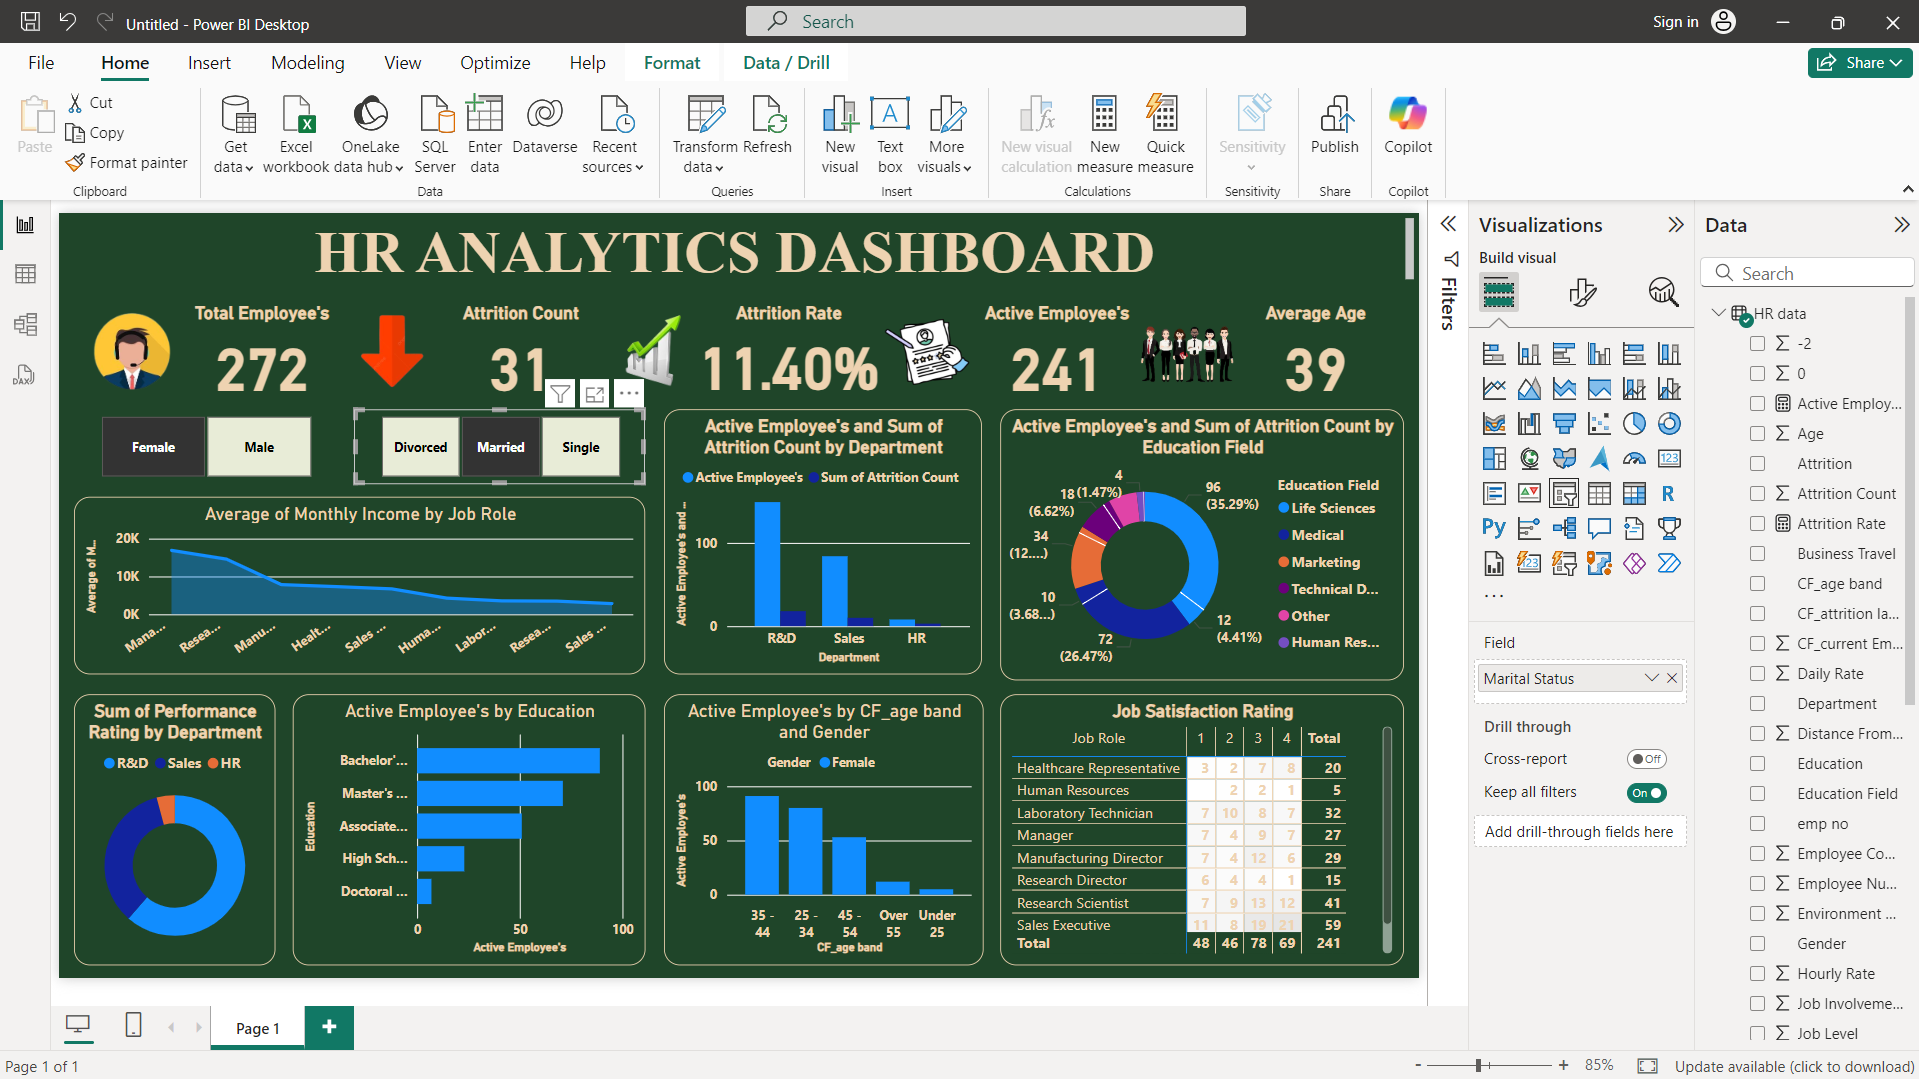 Untitled - Power BI Desktop
Search
Sign in
File
Home
Insert
Modeling
View
Optimize
Help
Format
Data / Drill
Share
Paste
Cut
Copy
Format painter
Clipboard
Get data
Excel workbook
OneLake data hub
SQL Server
Enter data
Dataverse
Recent sources
Data
Transform data
Refresh
Queries
New visual
Text box
More visuals
Insert
New visual calculation
New measure
Quick measure
Calculations
Sensitivity
Sensitivity
Publish
Share
Copilot
Copilot
HR ANALYTICS DASHBOARD
Total Employee's
272
Attrition Count
31
Attrition Rate
11.40%
Active Employee's
241
Average Age
39
Female
Male
Divorced
Married
Single
Average of Monthly Income by Job Role
Average of M...
20K
10K
0K
Mana...
Resea...
Manu...
Healt...
Sales ...
Huma...
Labor...
Resea...
Sales ...
Active Employee's and Sum of
Attrition Count by Department
Active Employee's
Sum of Attrition Count
Active Employee's and ...
100
0
R&D
Sales
HR
Department
Active Employee's and Sum of Attrition Count by
Education Field
4
(1.47%)
18
(6.62%)
34
(12....)
10
(3.68...)
72
(26.47%)
12
(4.41%)
96
(35.29%)
Education Field
Life Sciences
Medical
Marketing
Technical D...
Other
Human Res...
Sum of Performance
Rating by Department
R&D
Sales
HR
Active Employee's by Education
Education
Bachelor'...
Master's ...
Associate...
High Sch...
Doctoral ...
0
50
100
Active Employee's
Active Employee's by CF_age band
and Gender
Gender
Female
Active Employee's
100
50
0
35 - 44
25 - 34
45 - 54
Over 55
Under 25
CF_age band
Job Satisfaction Rating
Job Role 1 2 3 4 Total
Healthcare Representative 3 2 7 8 20
Human Resources 2 2 1 5
Laboratory Technician 7 10 8 7 32
Manager 7 4 9 7 27
Manufacturing Director 7 4 12 6 29
Research Director 6 4 4 1 15
Research Scientist 7 9 13 12 41
Sales Executive 11 8 19 21 59
Total 48 46 78 69 241
Filters
Visualizations
Build visual
123
R
Py
123
...
Field
Marital Status
Drill through
Cross-report
Off
Keep all filters
On
Add drill-through fields here
Data
Search
HR data
-2
0
Active Employ...
Age
Attrition
Attrition Count
Attrition Rate
Business Travel
CF_age band
CF_attrition la...
CF_current Em...
Daily Rate
Department
Distance From...
Education
Education Field
emp no
Employee Co...
Employee Nu...
Environment ...
Gender
Hourly Rate
Job Involveme...
Job Level
Page 1
Page 1 of 1
85%
Update available (click to download)